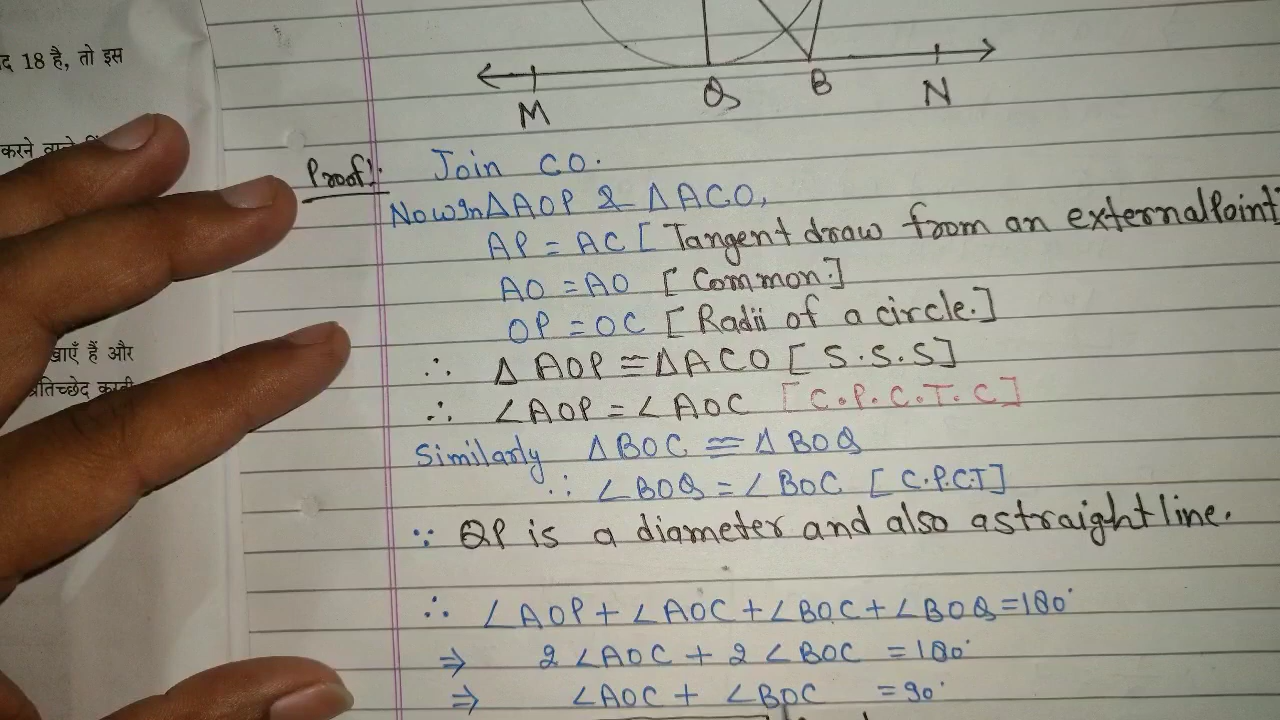 द 18 है, तो इस
करने वाले
खाएँ हैं और
प्रतिच्छेद करती
M Q B N
Proof:- Join CO.
Now In ΔAOP & ΔACO,
AP = AC [Tangent draw from an external Point]
AO = AO [Common.]
OP = OC [Radii of a circle.]
∴ ΔAOP ≅ ΔACO [S.S.S]
∴ ∠AOP = ∠AOC [C.P.C.T.C]
Similarly ΔBOC ≅ ΔBOQ
∴ ∠BOQ = ∠BOC [C.P.C.T]
∵ QP is a diameter and also a straight line.
∴ ∠AOP + ∠AOC + ∠BOC + ∠BOQ = 180°
⇒ 2 ∠AOC + 2 ∠BOC = 180°
⇒ ∠AOC + ∠BOC = 90°